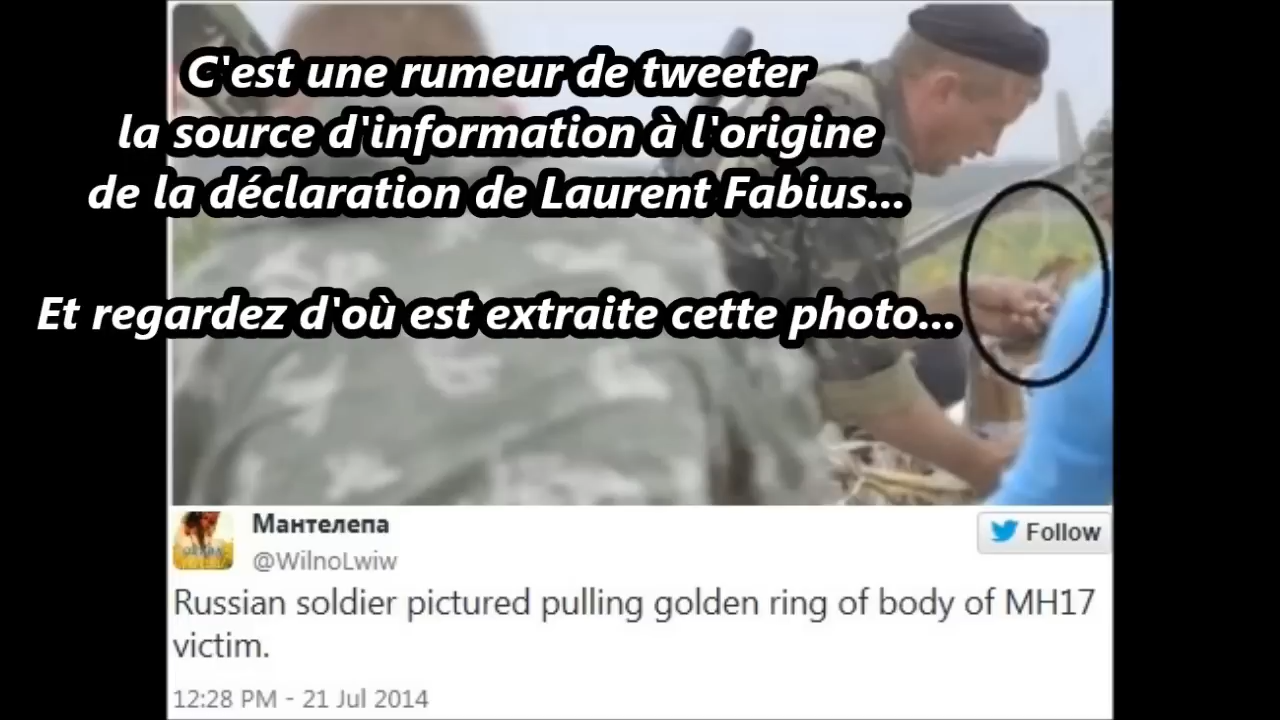 C'est une rumeur de tweeter
la source d'information à l'origine
de la déclaration de Laurent Fabius...
Et regardez d'où est extraite cette photo...
Мантелепа
@WilnoLwiw
Follow
Russian soldier pictured pulling golden ring of body of MH17
victim.
12:28 PM - 21 Jul 2014